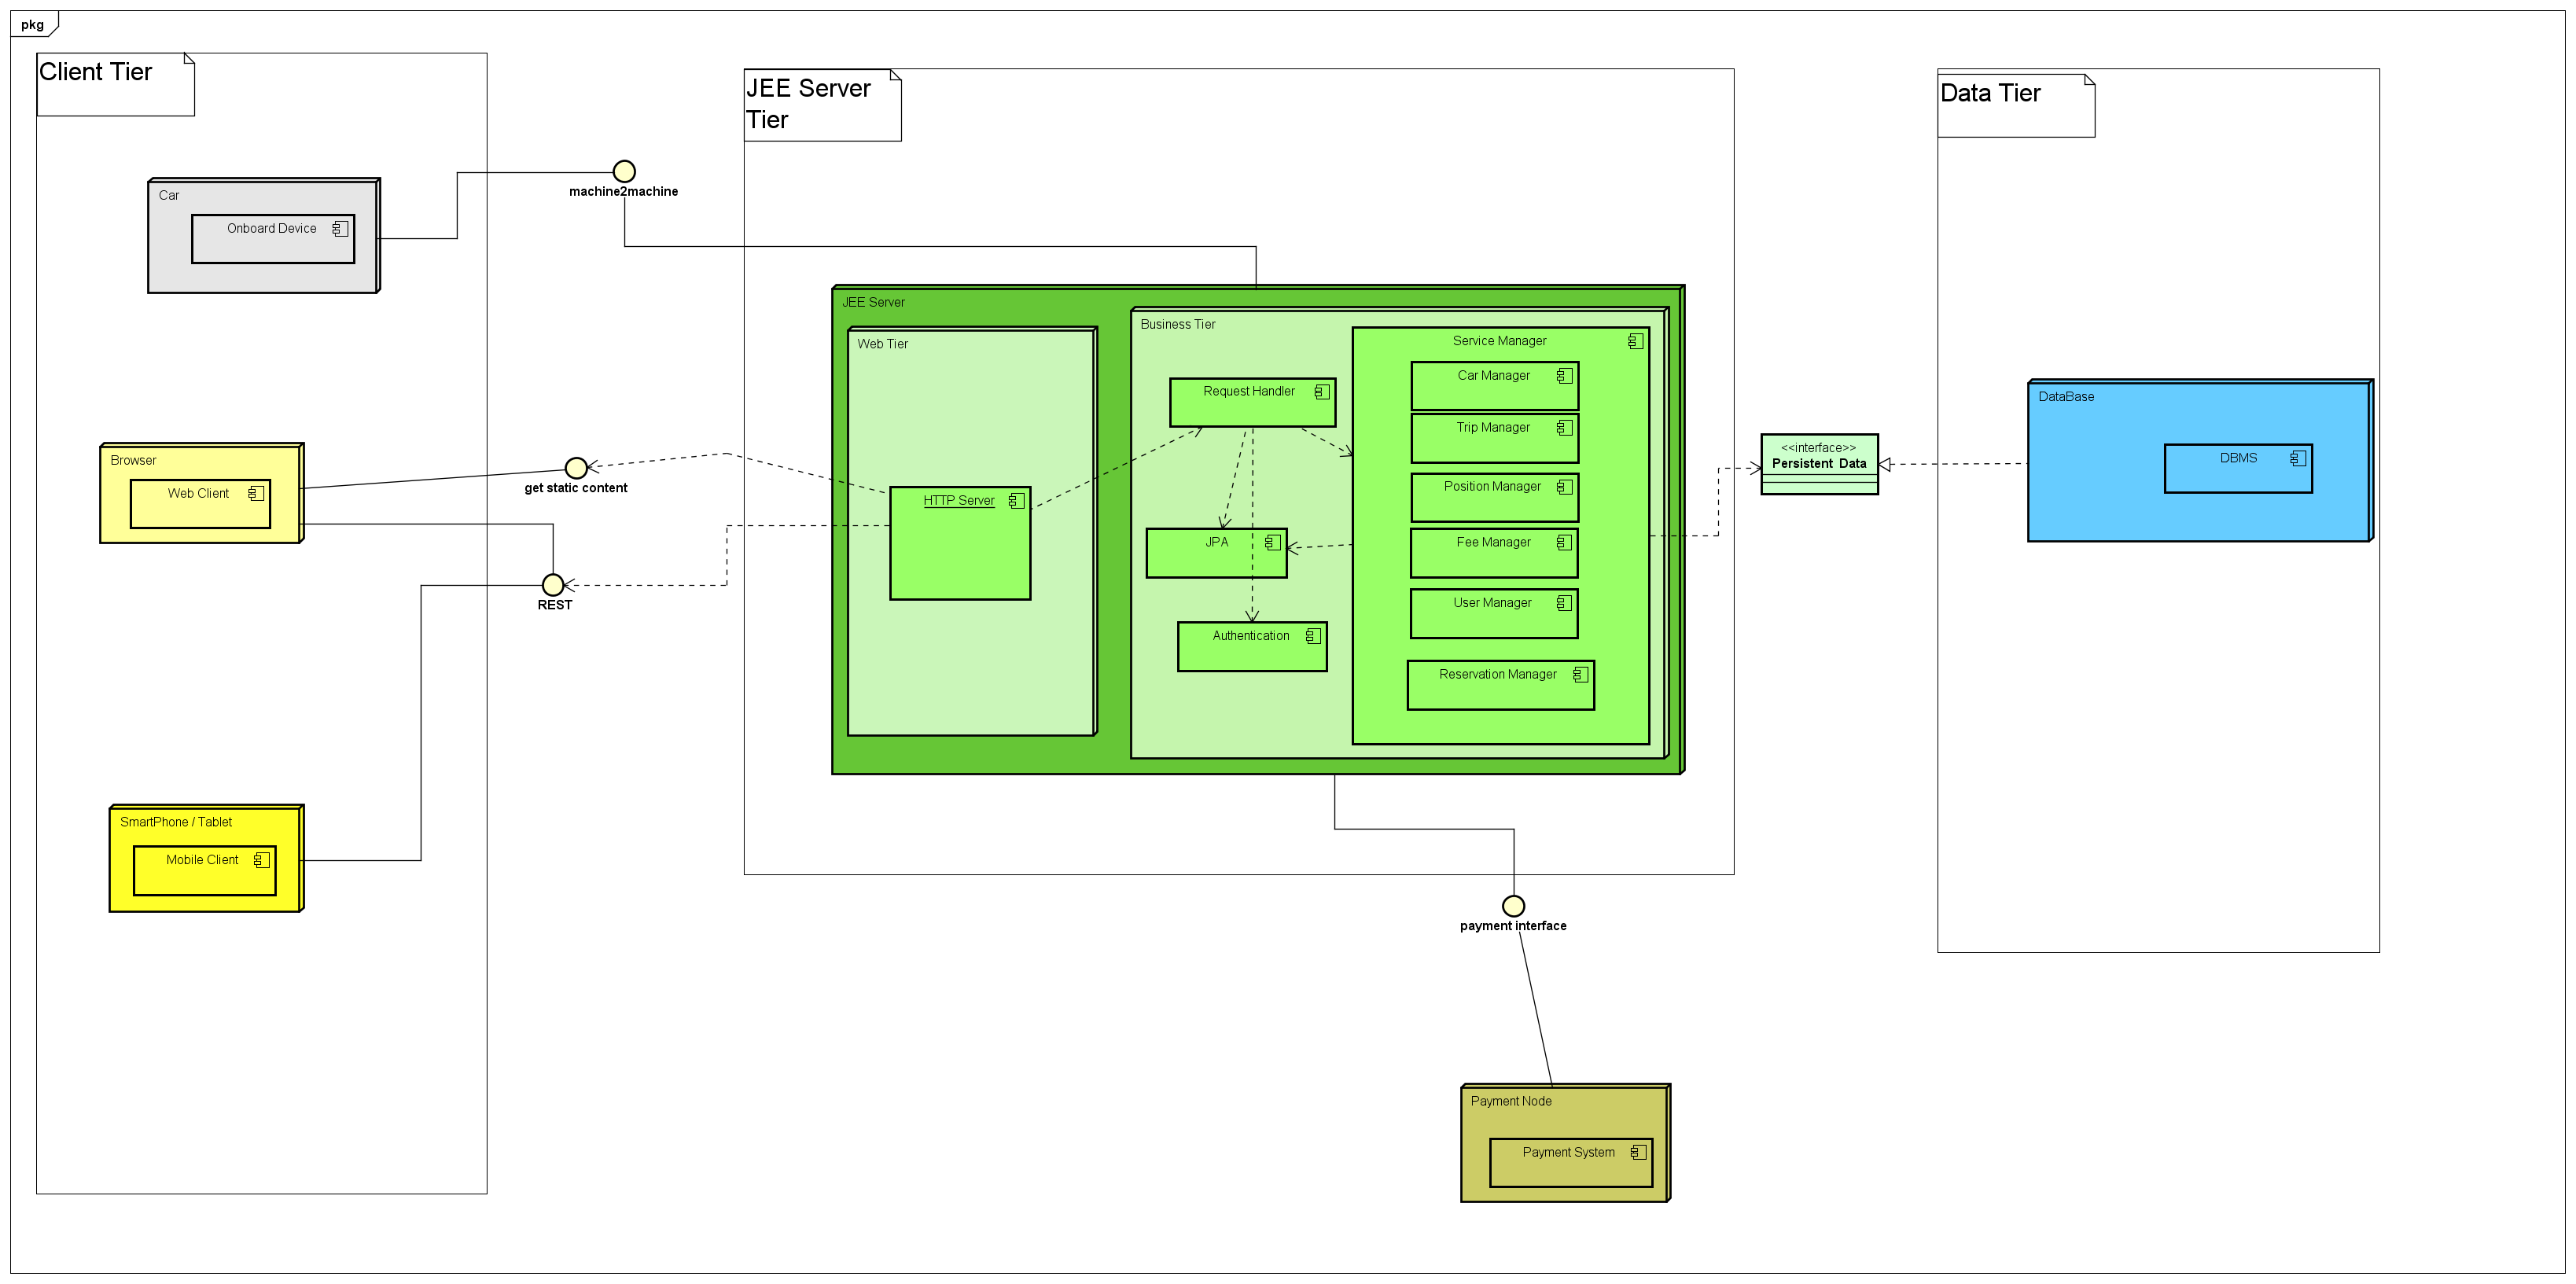 pkg
Client Tier
Car
Onboard Device
machine2machine
Browser
Web Client
get static content
REST
SmartPhone / Tablet
Mobile Client
JEE Server
Tier
JEE Server
Web Tier
HTTP Server
Business Tier
Request Handler
JPA
Authentication
Service Manager
Car Manager
Trip Manager
Position Manager
Fee Manager
User Manager
Reservation Manager
payment interface
Payment Node
Payment System
<<interface>>
Persistent Data
Data Tier
DataBase
DBMS